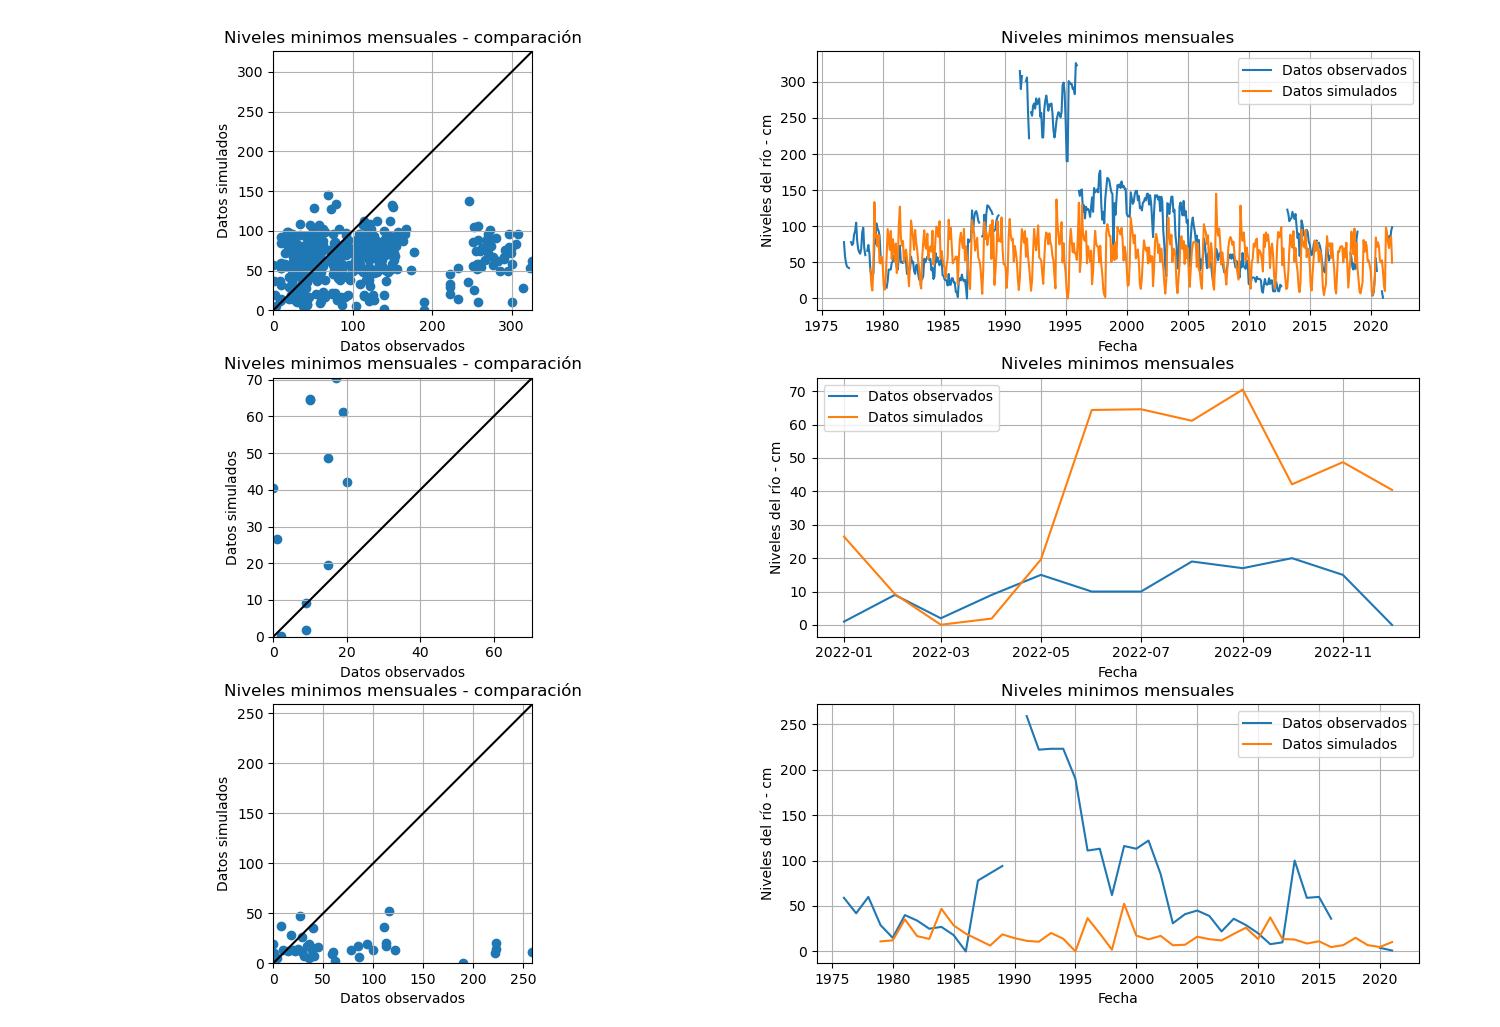 Niveles minimos mensuales - comparación
300
250
200
150
100
50
0
0 100 200 300
Datos simulados
Datos observados
Niveles minimos mensuales
Datos observados
Datos simulados
300
250
200
150
100
50
0
1975 1980 1985 1990 1995 2000 2005 2010 2015 2020
Niveles del río - cm
Fecha
Niveles minimos mensuales - comparación
70
60
50
40
30
20
10
0
0 20 40 60
Datos simulados
Datos observados
Niveles minimos mensuales
Datos observados
Datos simulados
70
60
50
40
30
20
10
0
2022-01 2022-03 2022-05 2022-07 2022-09 2022-11
Niveles del río - cm
Fecha
Niveles minimos mensuales - comparación
250
200
150
100
50
0
0 50 100 150 200 250
Datos simulados
Datos observados
Niveles minimos mensuales
Datos observados
Datos simulados
250
200
150
100
50
0
1975 1980 1985 1990 1995 2000 2005 2010 2015 2020
Niveles del río - cm
Fecha